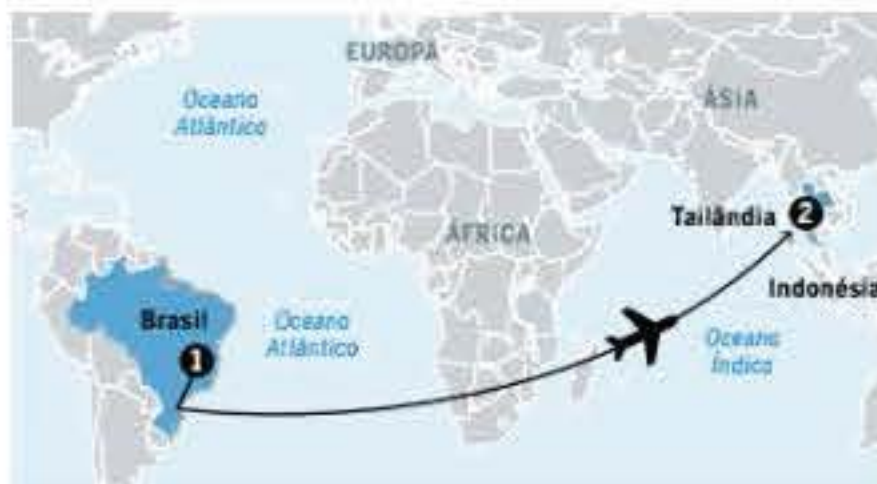 EUROPA
ÁSIA
Oceano
Atlântico
Tailândia
2
ÁFRICA
Indonésia
Brasil
1
Oceano
Atlântico
Oceano
Índico